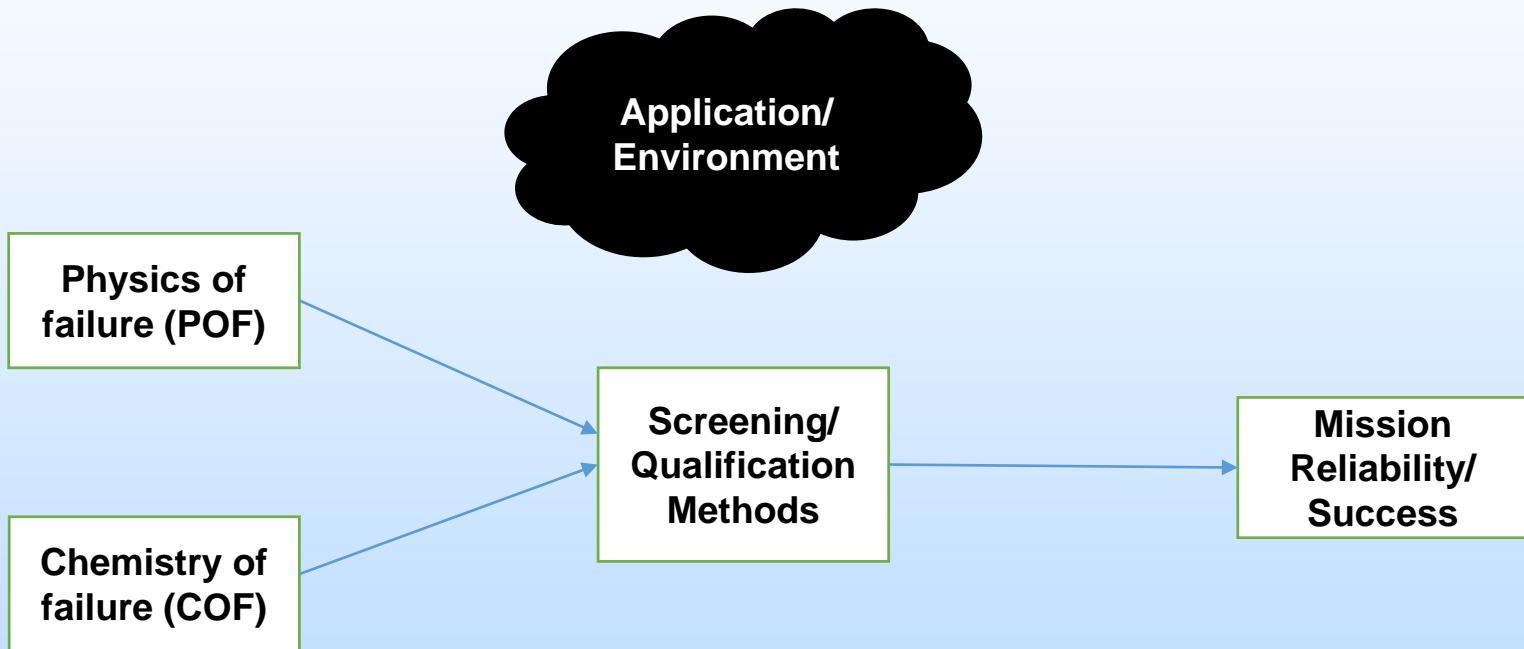 Application/
Environment
Physics of
failure (POF)
Screening/
Qualification
Methods
Mission
Reliability/
Success
Chemistry of
failure (COF)